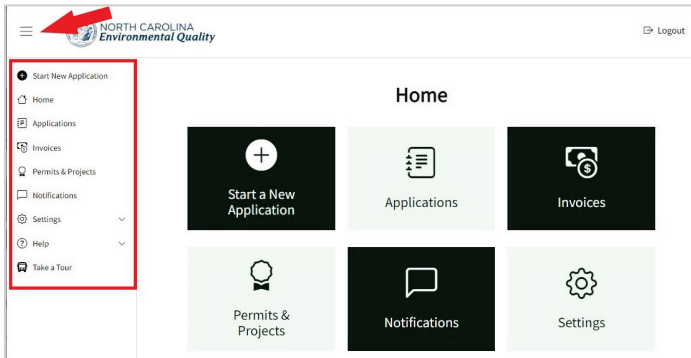 NORTH CAROLINA
Environmental Quality
Logout
Start New Application
Home
Applications
Invoices
Permits & Projects
Notifications
Settings
Help
Take a Tour
Home
Start a New
Application
Applications
Invoices
Permits &
Projects
Notifications
Settings